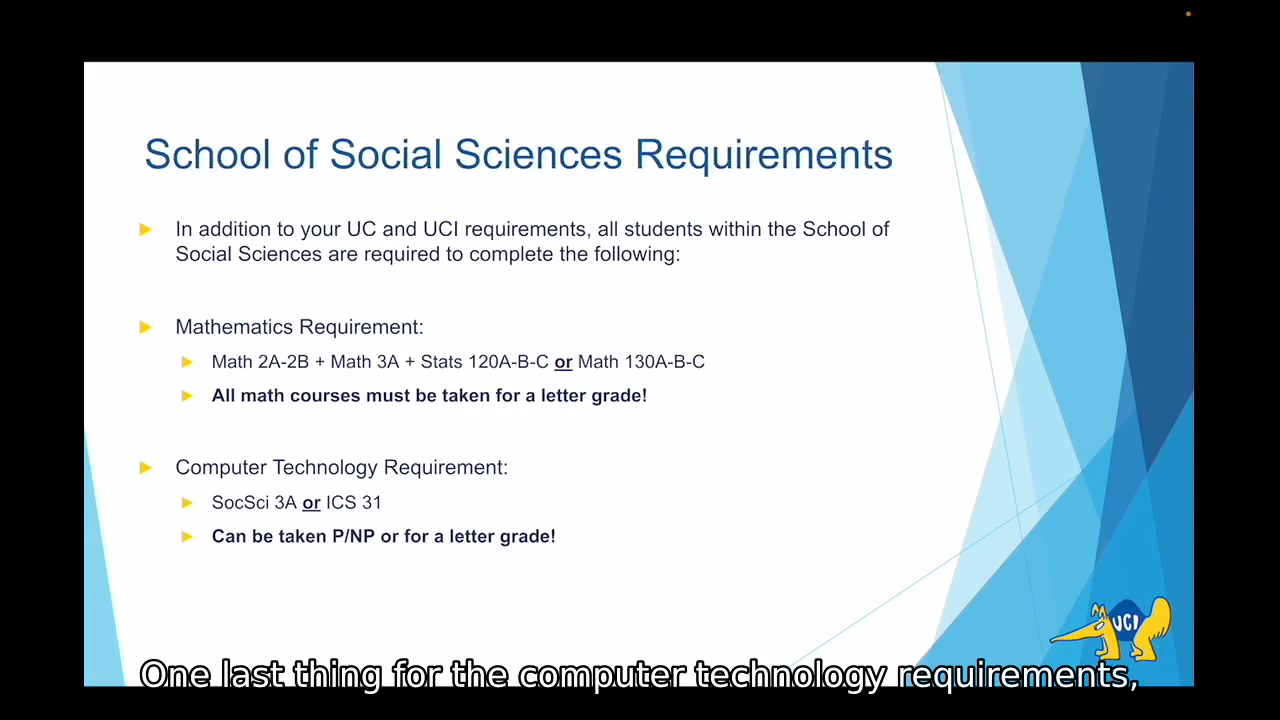 School of Social Sciences Requirements
In addition to your UC and UCI requirements, all students within the School of
Social Sciences are required to complete the following:
Mathematics Requirement:
Math 2A-2B + Math 3A + Stats 120A-B-C or Math 130A-B-C
All math courses must be taken for a letter grade!
Computer Technology Requirement:
SocSci 3A or ICS 31
Can be taken P/NP or for a letter grade!
UCI
One last thing for the computer technology requirements,